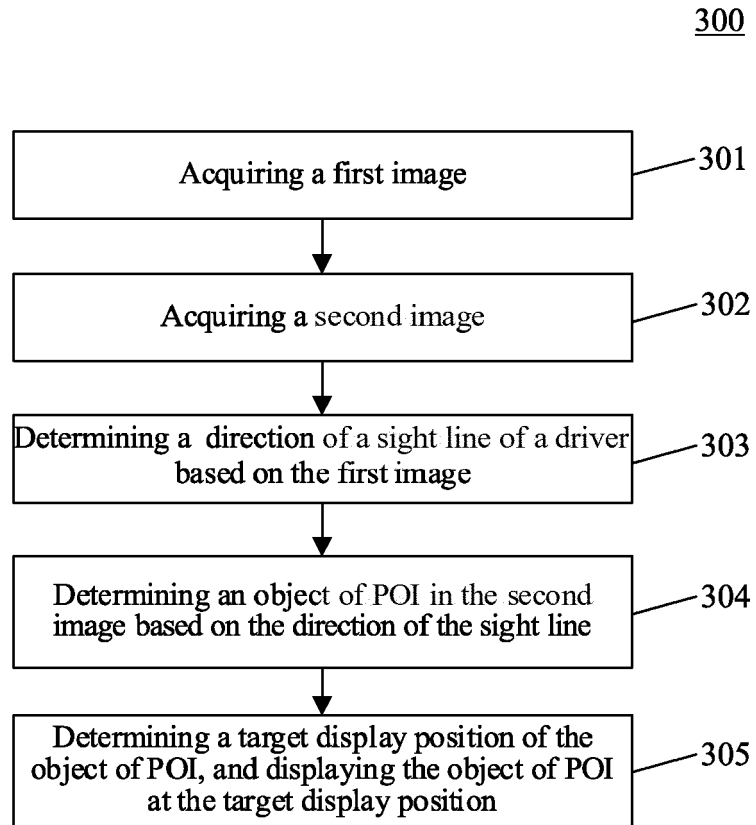 300
Acquiring a first image
301
Acquiring a second image
302
Determining a direction of a sight line of a driver
based on the first image
303
Determining an object of POI in the second
image based on the direction of the sight line
304
Determining a target display position of the
object of POI, and displaying the object of POI
at the target display position
305